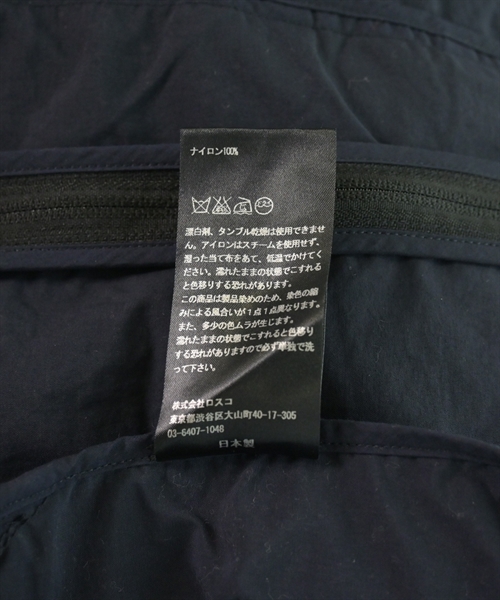 ナイロン100%
漂白剤、タンブル乾燥は使用できませ
ん。アイロンはスチームを使用せず、
湿った当て布をあて、低温でかけてく
ださい。濡れたままの状態でこすれる
と色移りする恐れがあります。
この商品は製品染めのため、染色の縮
みによる風合いが1点1点異なります。
また、多少の色ムラが生じます。
濡れたままの状態でこすれると色移り
する恐れがありますので必ず単独で洗
って下さい。
株式会社ロスコ
東京都渋谷区大山町40-17-305
03-6407-1048
日本製